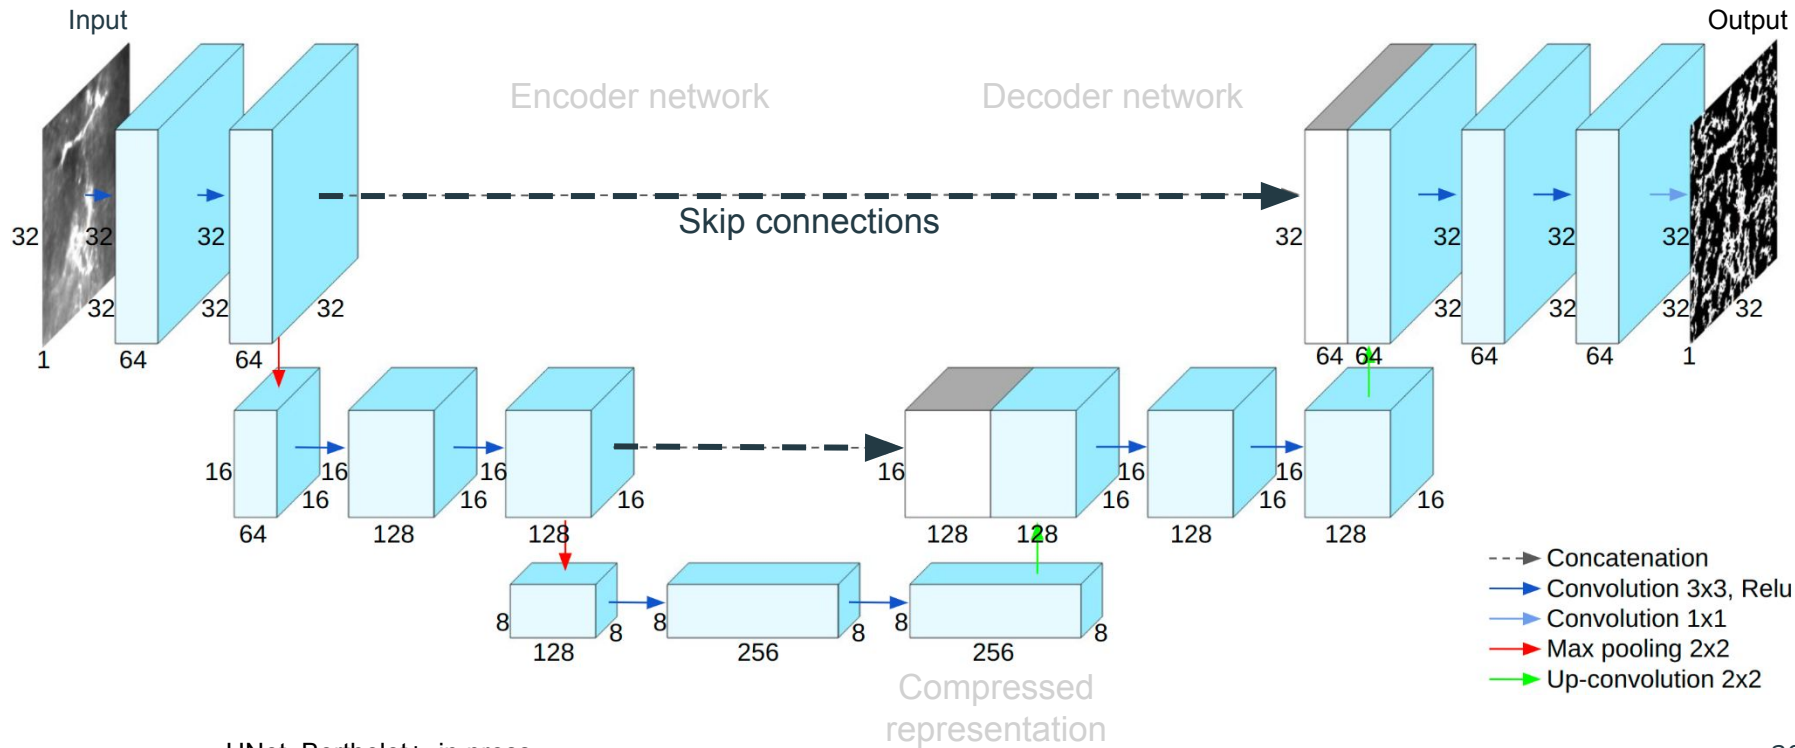 Input
Output
Encoder network
Decoder network
Skip connections
32 32 32 32 32 32 32
32 32 32 32 32 32 32
1 64 64 64 64 64 64 1
16 16 16 16 16 16
16 16 16 16 16 16
64 128 128 128 128 128 128
8 8 8
8 8 8
128 256 256
Concatenation
Convolution 3x3, Relu
Convolution 1x1
Max pooling 2x2
Up-convolution 2x2
Compressed
representation